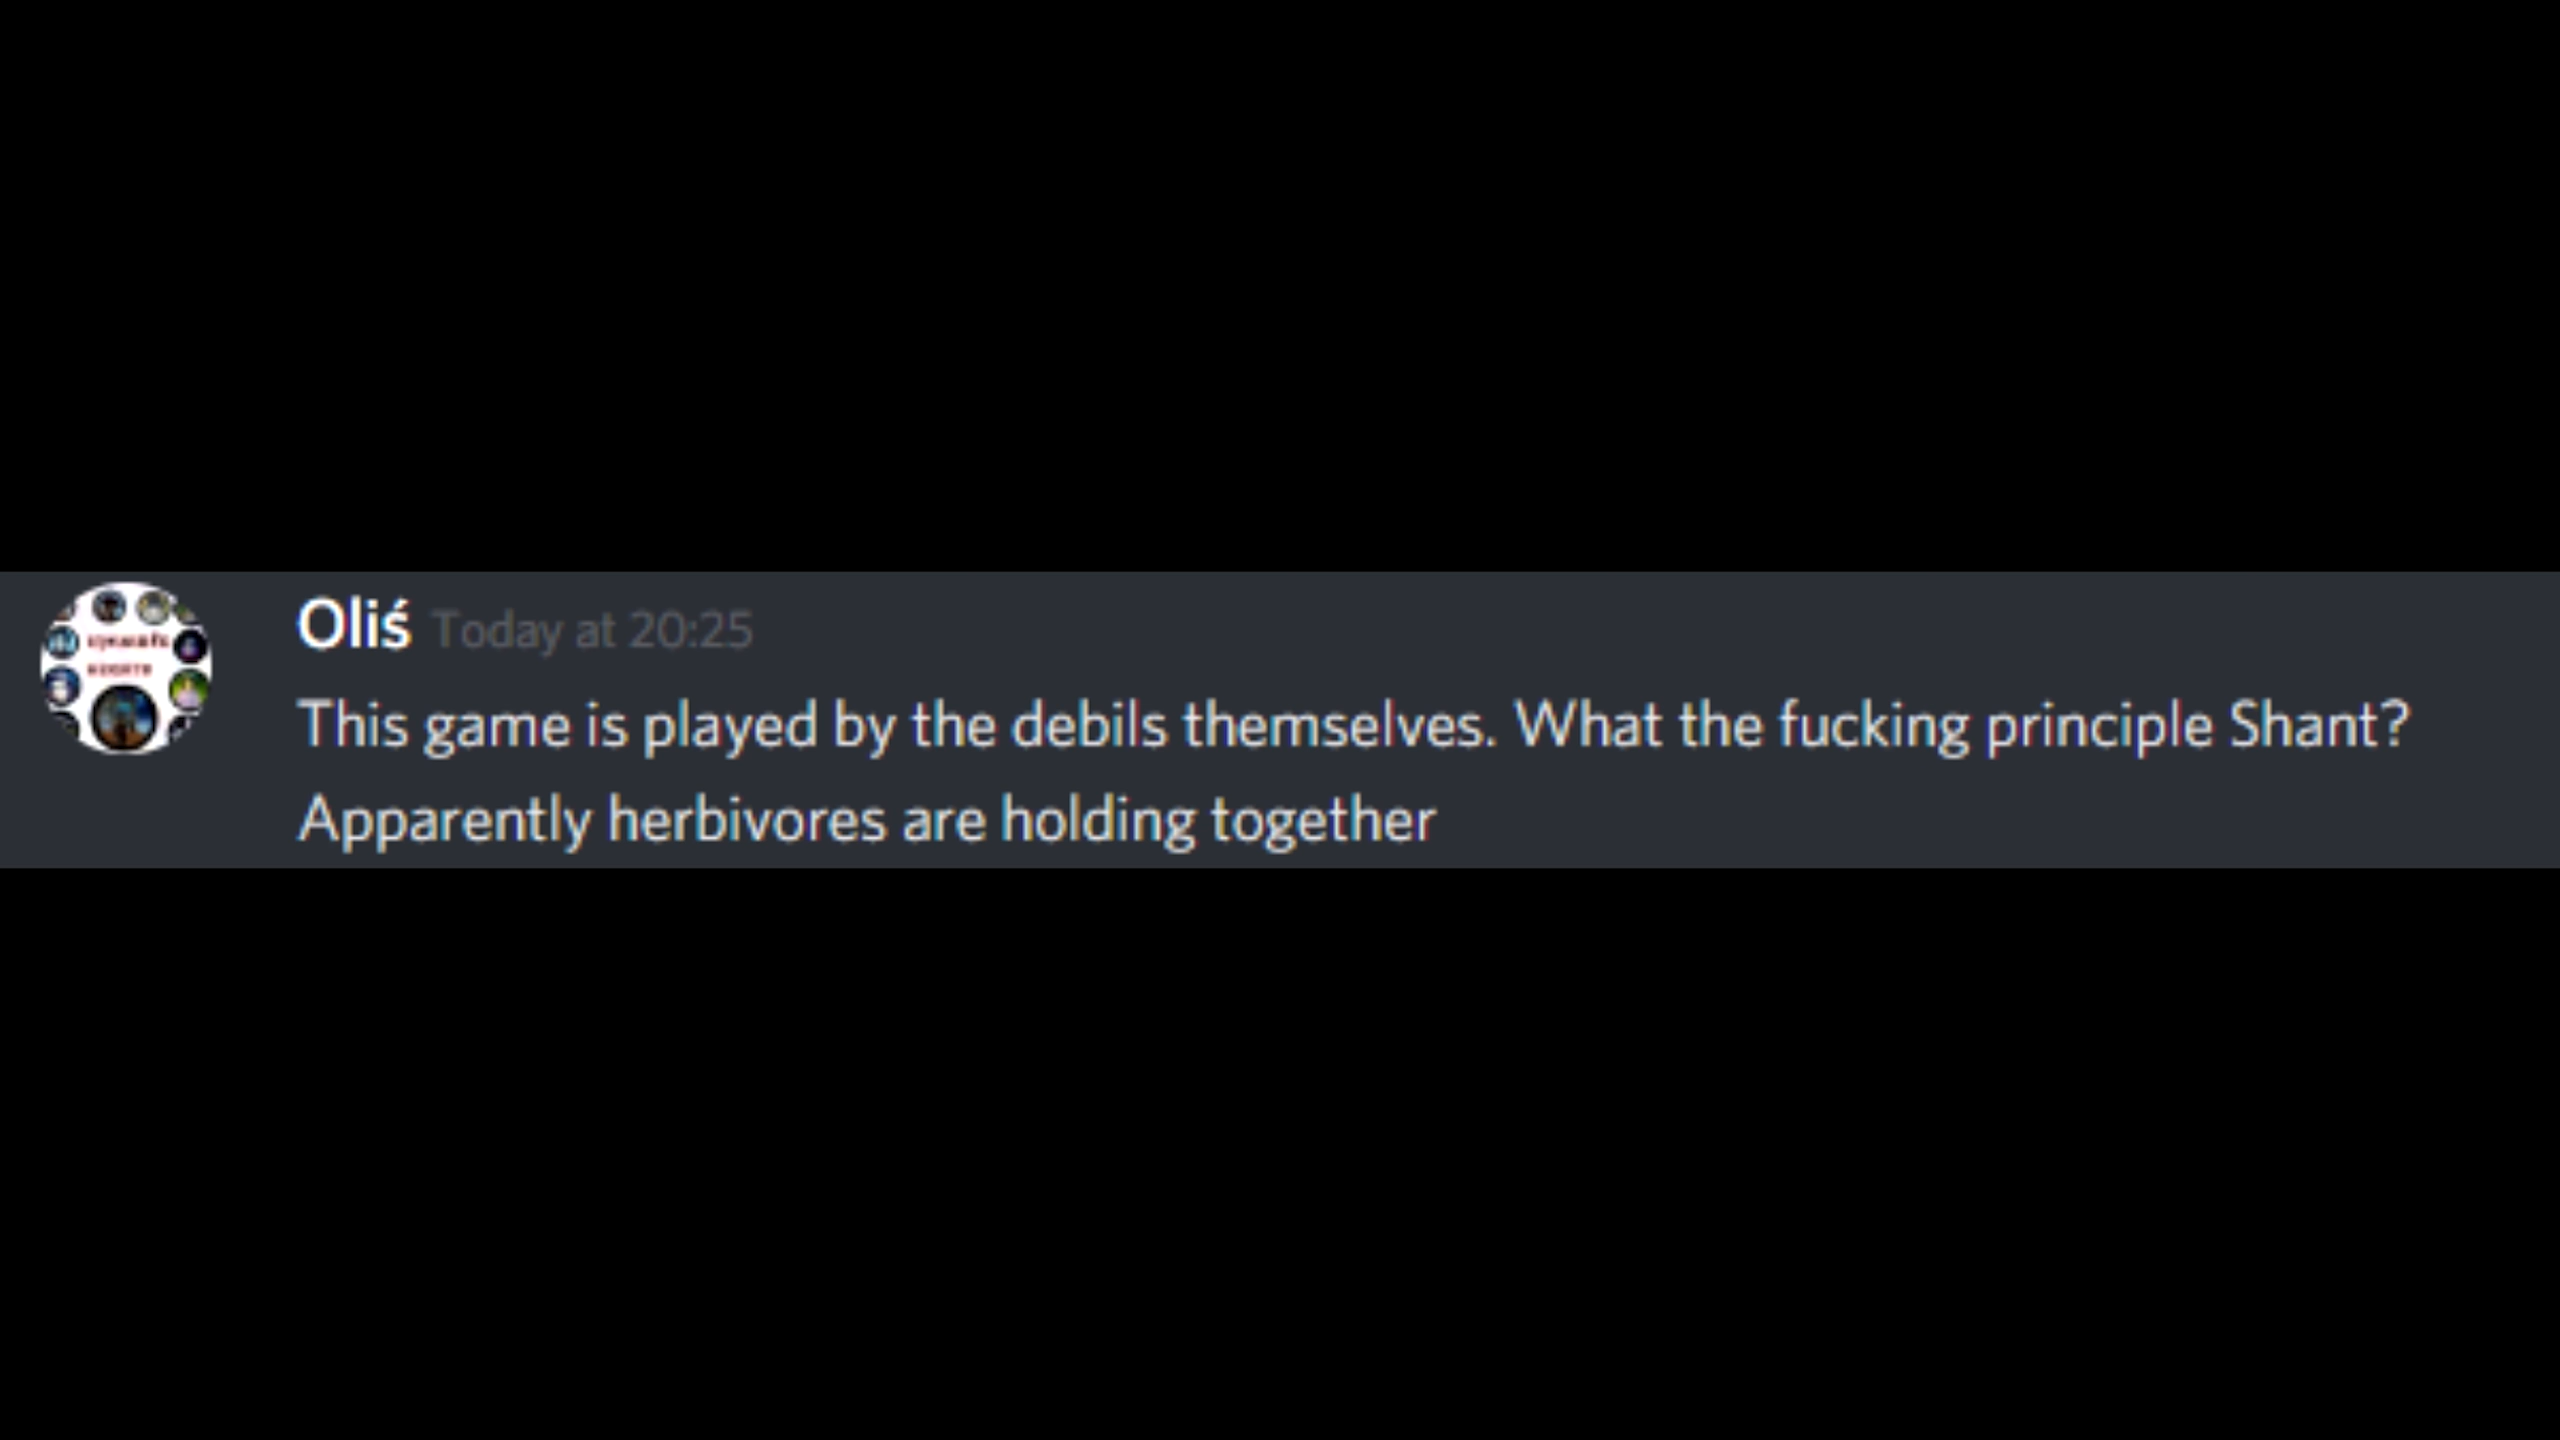 Oliś Today at 20:25
This game is played by the debils themselves. What the fucking principle Shant?
Apparently herbivores are holding together